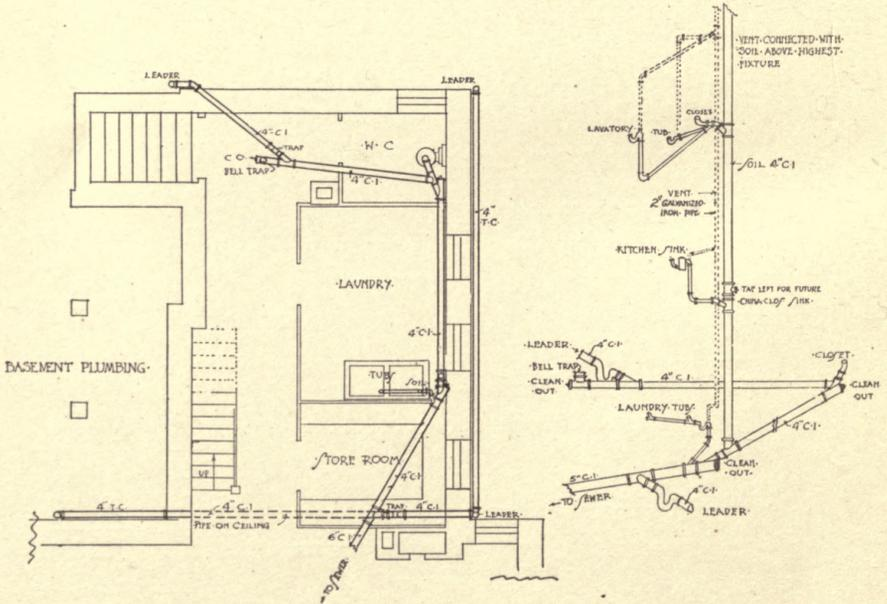 LEADER
LEADER
4" C.I.
TRAP
C O
BELL TRAP
W. C
4" C.I.
4"
T.C.
LAUNDRY.
4" C.I.
TUBS
SOIL
BASEMENT PLUMBING.
STORE ROOM
4" C.I.
UP
4" T.C.
4" C.I.
PIPE ON CEILING
TRAP
4" C.I.
LEADER
6" C.I.
TO SEWER
VENT CONNECTED WITH
SOIL ABOVE HIGHEST
FIXTURE
CLOSET
LAVATORY
TUB
SOIL 4" C I
VENT
2" GALVANIZED
IRON PIPE
KITCHEN SINK
TAP LEFT FOR FUTURE
CHINA CLOS SINK.
LEADER
4" C.I.
BELL TRAP
CLEAN
OUT.
4" C I.
CLOSET
CLEAN
OUT
LAUNDRY TUBS
4" C.I.
CLEAN
OUT.
5" C.I.
TO SEWER
4" C.I.
LEADER